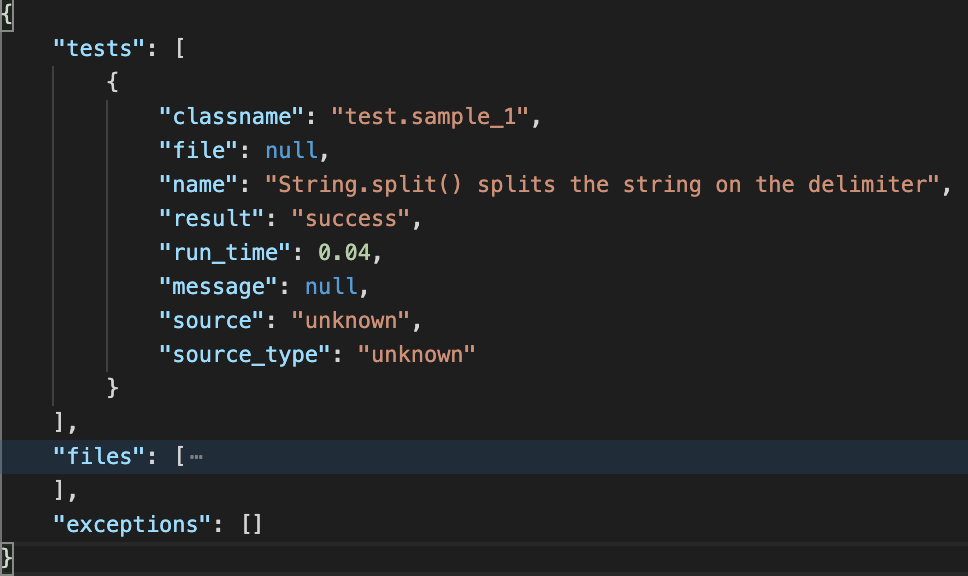 {
    "tests": [
        {
            "classname": "test.sample_1",
            "file": null,
            "name": "String.split() splits the string on the delimiter",
            "result": "success",
            "run_time": 0.04,
            "message": null,
            "source": "unknown",
            "source_type": "unknown"
        }
    ],
    "files": [⋯
    ],
    "exceptions": []
}